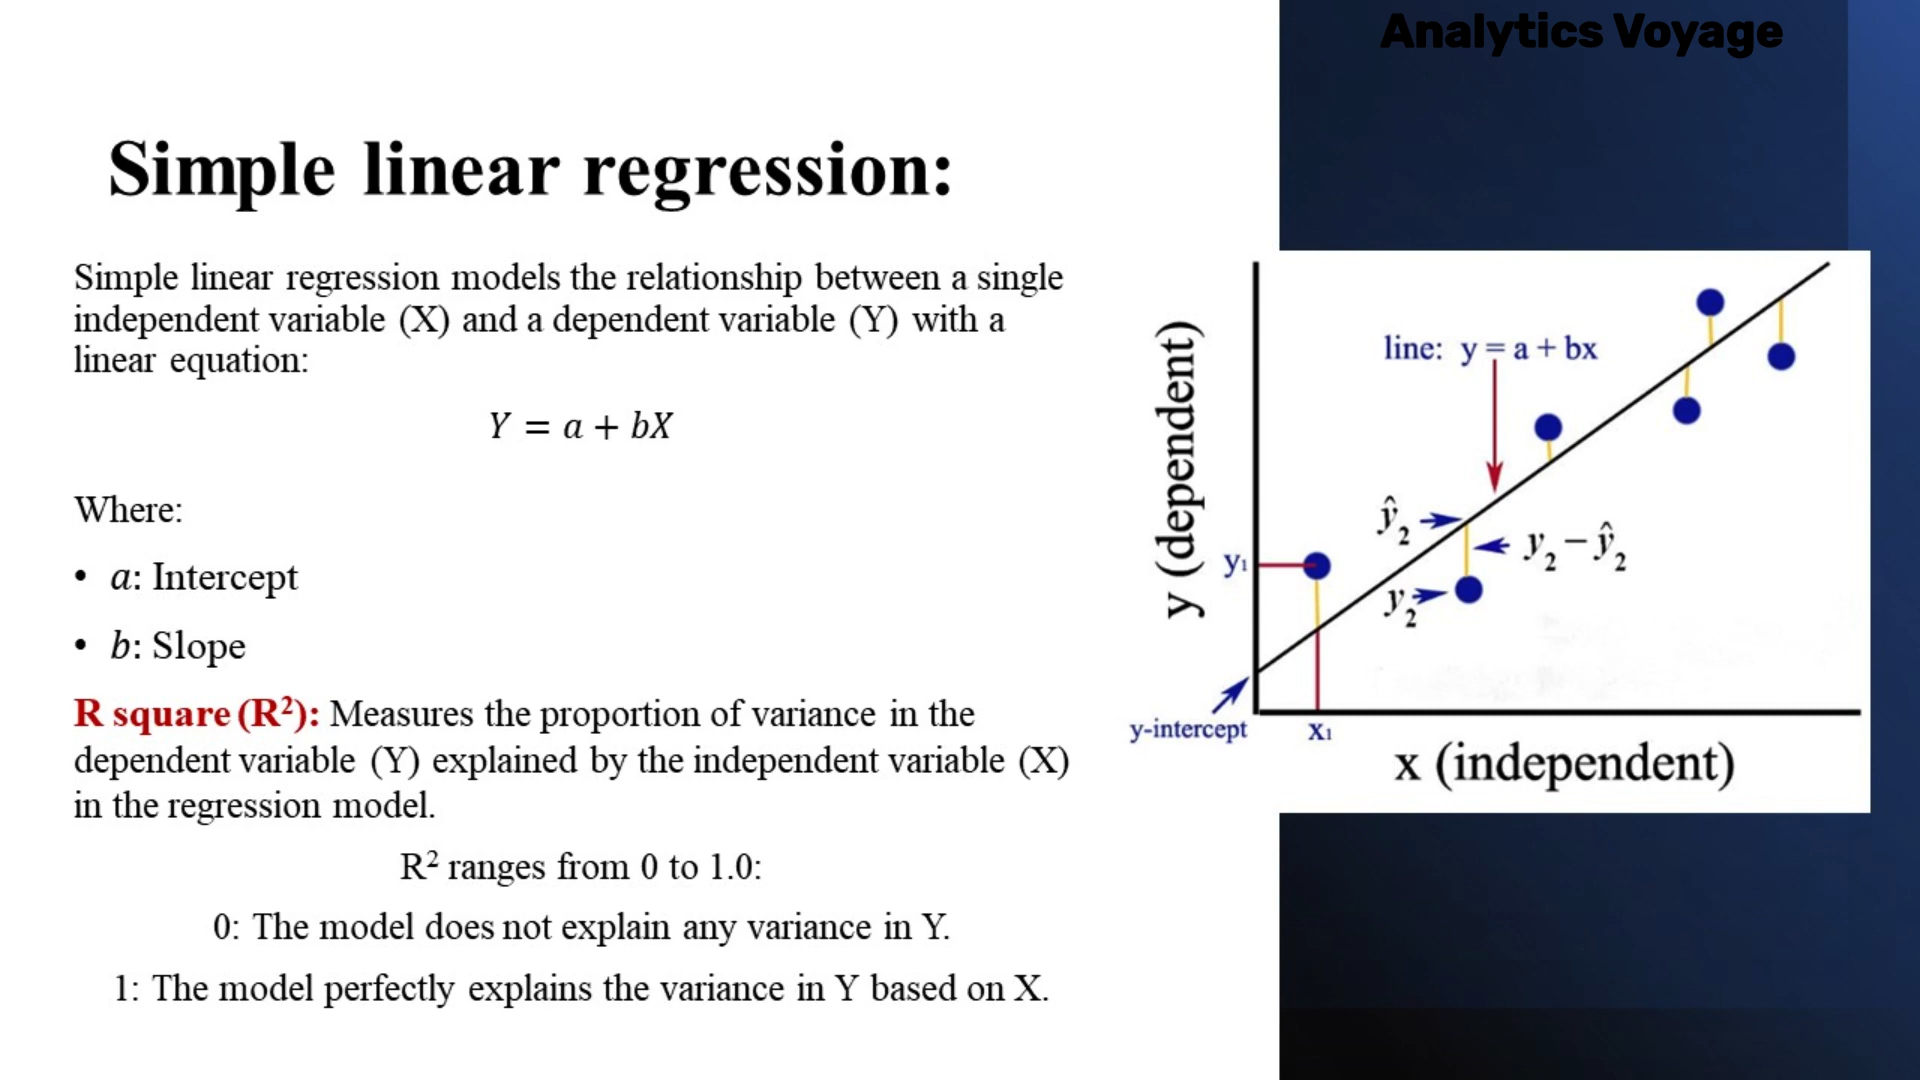 Analytics Voyage
Simple linear regression:
Simple linear regression models the relationship between a single
independent variable (X) and a dependent variable (Y) with a
linear equation:
Y = a + bX
Where:
• a: Intercept
• b: Slope
R square (R²): Measures the proportion of variance in the
dependent variable (Y) explained by the independent variable (X)
in the regression model.
R² ranges from 0 to 1.0:
0: The model does not explain any variance in Y.
1: The model perfectly explains the variance in Y based on X.
y (dependent)
line: y = a + bx
ŷ₂
y₂ − ŷ₂
y₁
y₂
y-intercept
x₁
x (independent)